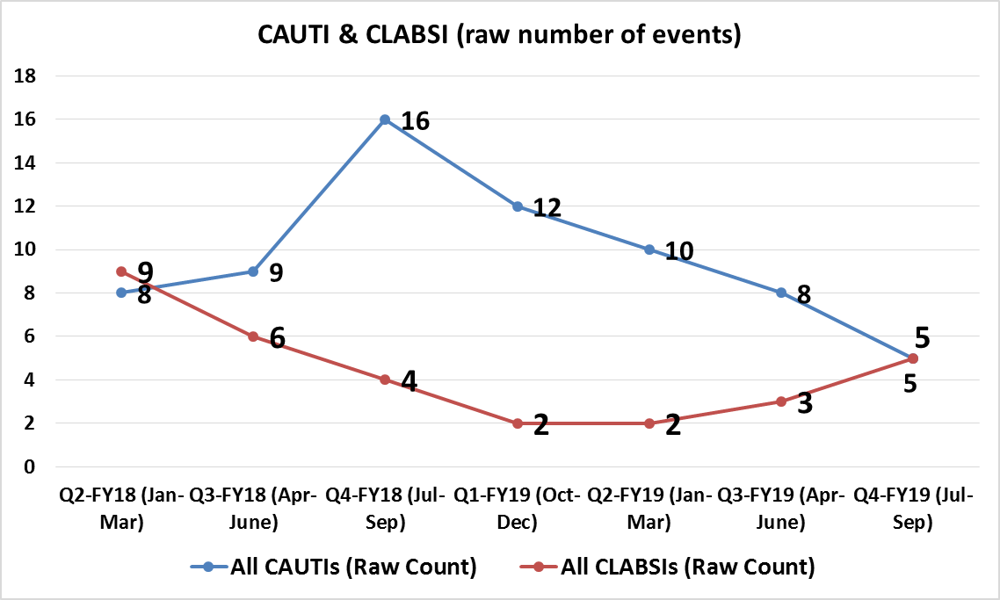 CAUTI & CLABSI (raw number of events)
18
16
14
12
10
8
6
4
2
0
16
12
10
9
9
8
8
6
4
2
2
3
5
5
Q2-FY18 (Jan-
Mar)
Q3-FY18 (Apr-
June)
Q4-FY18 (Jul-
Sep)
Q1-FY19 (Oct-
Dec)
Q2-FY19 (Jan-
Mar)
Q3-FY19 (Apr-
June)
Q4-FY19 (Jul-
Sep)
All CAUTIs (Raw Count)
All CLABSIs (Raw Count)